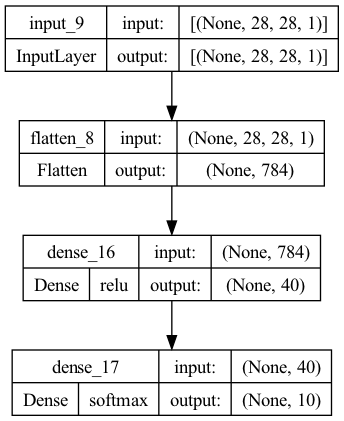 input_9 input: [(None, 28, 28, 1)]
InputLayer output: [(None, 28, 28, 1)]
flatten_8 input: (None, 28, 28, 1)
Flatten output: (None, 784)
dense_16 input: (None, 784)
Dense relu output: (None, 40)
dense_17 input: (None, 40)
Dense softmax output: (None, 10)